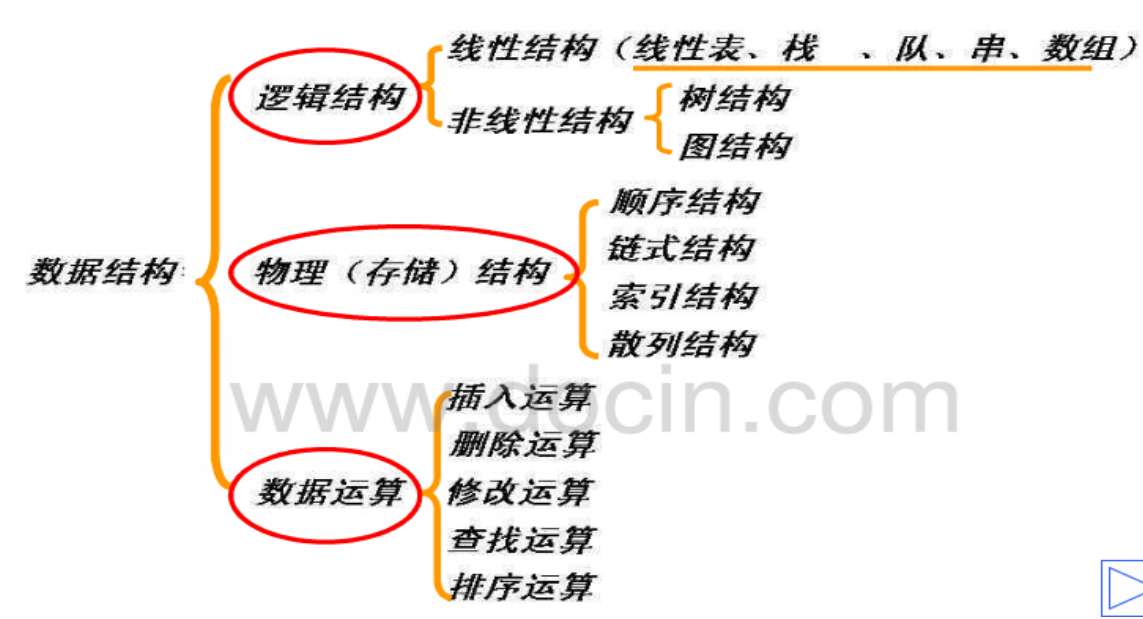 线性结构（线性表、栈 、队、串、数组）
逻辑结构
树结构
非线性结构
图结构
顺序结构
链式结构
数据结构:
物理（存储）结构
索引结构
散列结构
www.docin.com
插入运算
删除运算
数据运算
修改运算
查找运算
排序运算